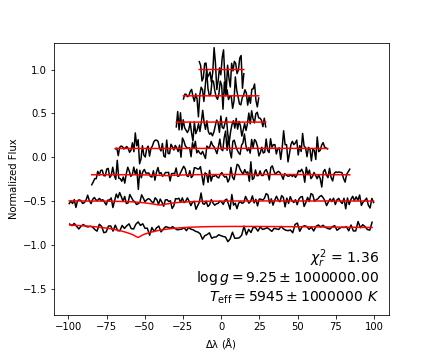 1.0
0.5
0.0
−0.5
−1.0
−1.5
Normalized Flux
χ²ᵣ = 1.36
log g = 9.25 ± 1000000.00
T_eff = 5945 ± 1000000 K
−100 −75 −50 −25 0 25 50 75 100
Δλ (Å)